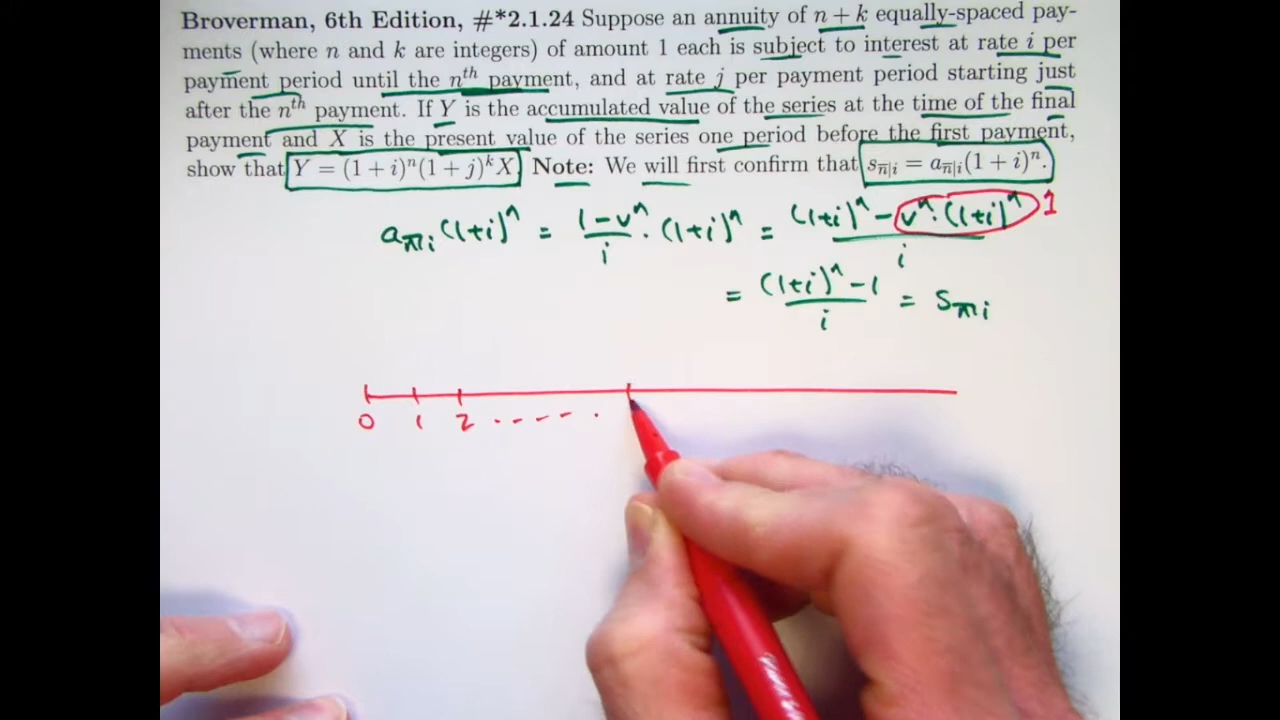 Broverman, 6th Edition, #*2.1.24 Suppose an annuity of n + k equally-spaced pay-
ments (where n and k are integers) of amount 1 each is subject to interest at rate i per
payment period until the nᵗʰ payment, and at rate j per payment period starting just
after the nᵗʰ payment. If Y is the accumulated value of the series at the time of the final
payment and X is the present value of the series one period before the first payment,
show that Y = (1 + i)ⁿ(1 + j)ᵏX. Note: We will first confirm that s_n̅|i = a_n̅|i(1 + i)ⁿ.
a_n̅|i (1+i)ⁿ = (1-vⁿ)/i · (1+i)ⁿ = ((1+i)ⁿ - vⁿ·(1+i)ⁿ)/i 1
= ((1+i)ⁿ - 1)/i = s_n̅|i
0 1 2 - - - - - .